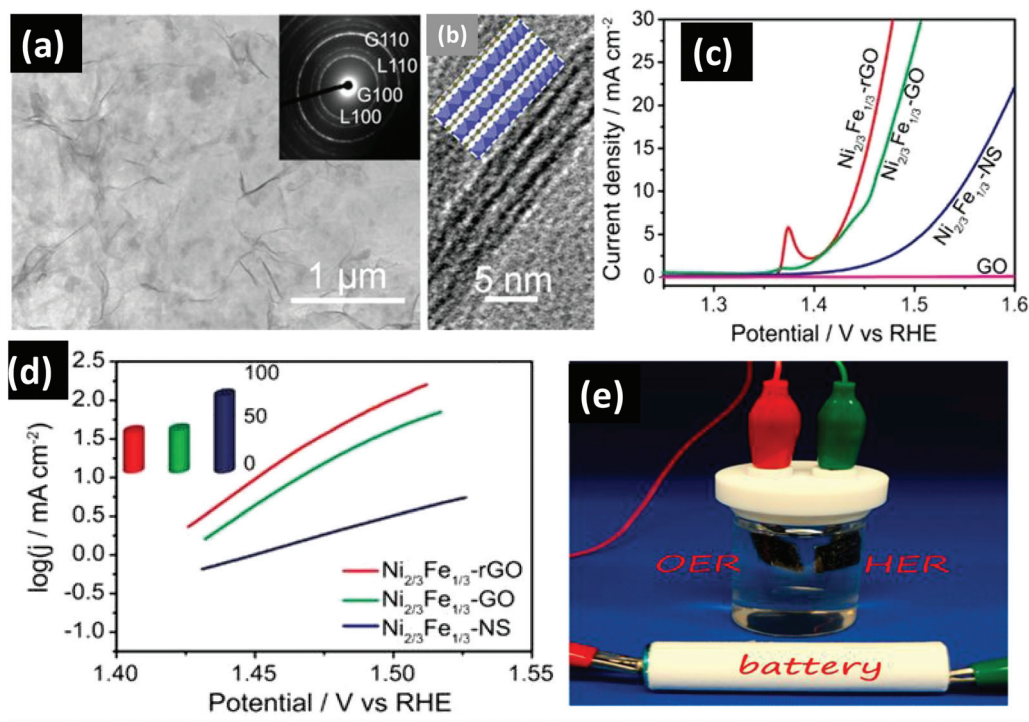 (a)
G110
L110
G100
L100
1 μm
(b)
5 nm
(c)
30
25
20
15
10
5
0
Current density / mA cm⁻²
Ni₂/₃Fe₁/₃-rGO
Ni₂/₃Fe₁/₃-GO
Ni₂/₃Fe₁/₃-NS
GO
1.3
1.4
1.5
1.6
Potential / V vs RHE
(d)
2.5
2.0
1.5
1.0
0.5
0.0
-0.5
-1.0
log(j / mA cm⁻²)
100
50
0
Ni₂/₃Fe₁/₃-rGO
Ni₂/₃Fe₁/₃-GO
Ni₂/₃Fe₁/₃-NS
1.40
1.45
1.50
1.55
Potential / V vs RHE
(e)
OER
HER
battery